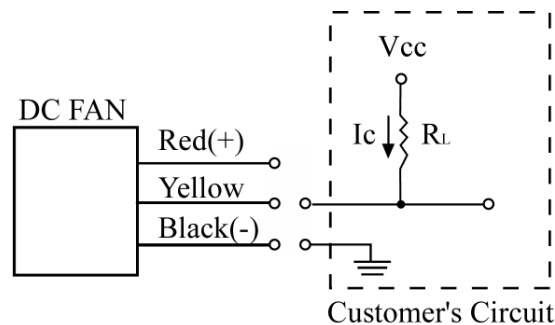 Vcc
DC FAN
Ic
RL
Red(+)
Yellow
Black(-)
Customer's Circuit